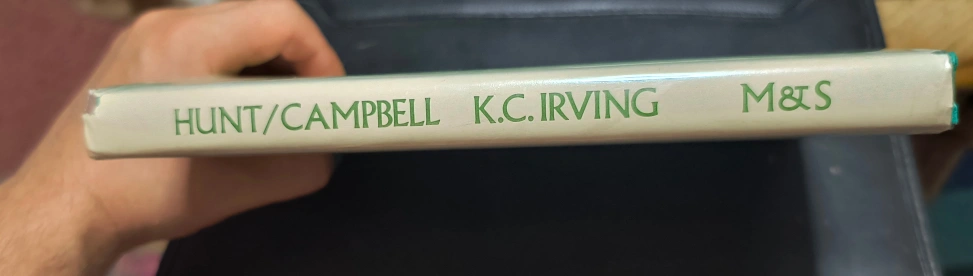 HUNT/CAMPBELL K.C. IRVING M&S